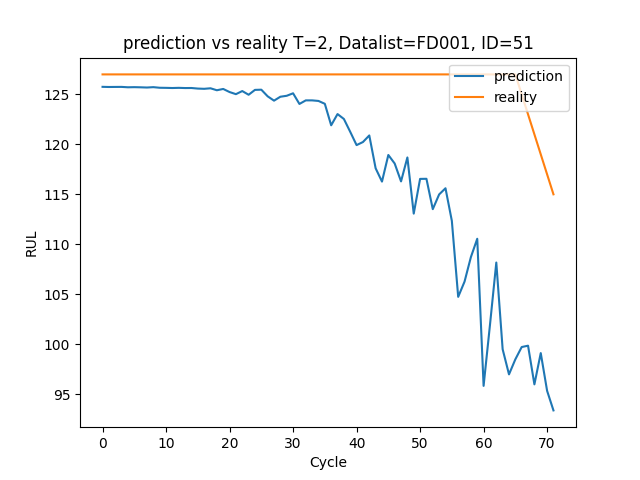 prediction vs reality T=2, Datalist=FD001, ID=51
prediction
reality
RUL
125
120
115
110
105
100
95
0 10 20 30 40 50 60 70
Cycle